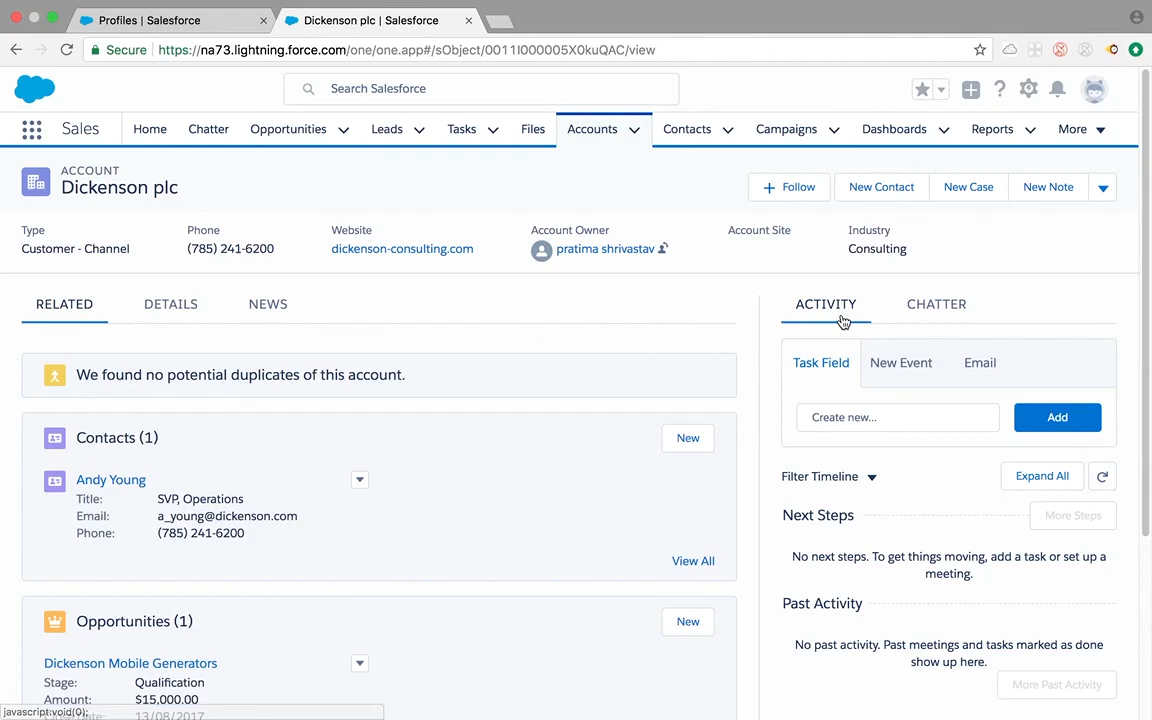 Profiles | Salesforce
Dickenson plc | Salesforce
Secure https://na73.lightning.force.com/one/one.app#/sObject/0011I000005X0kuQAC/view
Search Salesforce
Sales Home Chatter Opportunities Leads Tasks Files Accounts Contacts Campaigns Dashboards Reports More
ACCOUNT
Dickenson plc
Follow New Contact New Case New Note
Type Phone Website Account Owner Account Site Industry
Customer - Channel (785) 241-6200 dickenson-consulting.com pratima shrivastav Consulting
RELATED DETAILS NEWS
We found no potential duplicates of this account.
Contacts (1) New
Andy Young
Title: SVP, Operations
Email: a_young@dickenson.com
Phone: (785) 241-6200
View All
Opportunities (1) New
Dickenson Mobile Generators
Stage: Qualification
Amount: $15,000.00
Close Date: 13/08/2017
javascript:void(0);
ACTIVITY CHATTER
Task Field New Event Email
Create new... Add
Filter Timeline Expand All
Next Steps More Steps
No next steps. To get things moving, add a task or set up a
meeting.
Past Activity
No past activity. Past meetings and tasks marked as done
show up here.
More Past Activity